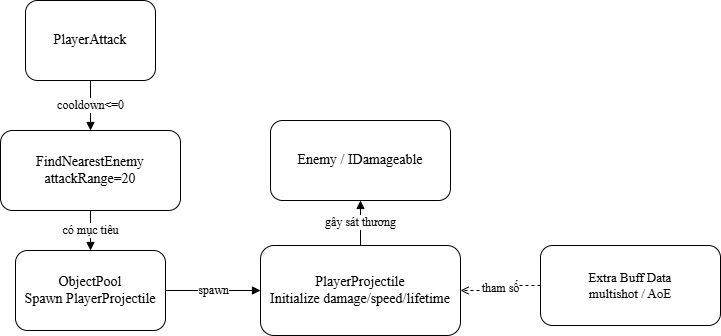 PlayerAttack
cooldown<=0
FindNearestEnemy
attackRange=20
có mục tiêu
ObjectPool
Spawn PlayerProjectile
spawn
Enemy / IDamageable
gây sát thương
PlayerProjectile
Initialize damage/speed/lifetime
tham số
Extra Buff Data
multishot / AoE